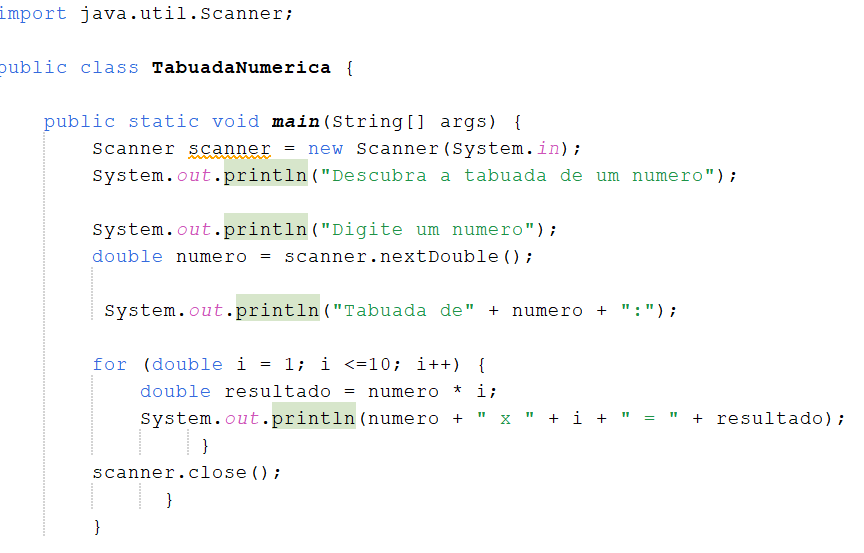 import java.util.Scanner;
public class TabuadaNumerica {
public static void main(String[] args) {
Scanner scanner = new Scanner(System.in);
System.out.println("Descubra a tabuada de um numero");
System.out.println("Digite um numero");
double numero = scanner.nextDouble();
System.out.println("Tabuada de" + numero + ":");
for (double i = 1; i <=10; i++) {
double resultado = numero * i;
System.out.println(numero + " x " + i + " = " + resultado);
}
scanner.close();
}
}